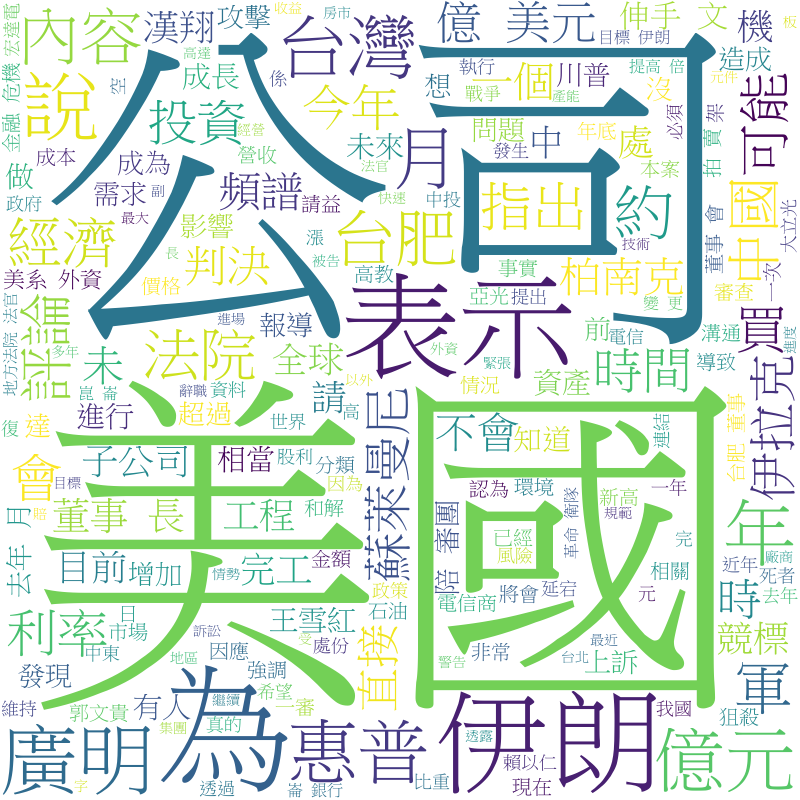 公司
美國
表示
台灣
伊朗
為
惠普
廣明
億元
內容
說
投資
經濟
評論
利率
今年
月
頻譜
台肥
指出
約
中國
可能
億 美元
漢翔
攻擊
成長
危機
金融
宏達電
收益
房市
高達
係
想
執行
戰爭
一個
川普
產能
目標 伊朗
提高 倍
伸手 文
機
造成
板
元件
沒
架
必須
拍 賣
問題
年底
處
未來
發生
中
經營
法官
空
成本
做
成為
營收
需求
副
政府
最大
影響
請益
快速
中投
本案
董事 會
大立光
技術
長
漲
被告
高教
事實
柏南克
判決
價格
美系 外資
報導
進場
亞光
提出
變 更
審查
一次
法院
全球
前
電信
溝通
導致
進度
未
外資
緊張
情況
資產
時間
地方法院 法官
多年
崑 崙
辭職
資料
以外
請
高
進行
超過
世界
蘇萊曼尼
不會
知道
連結
台肥 董事
伊拉克
復
達
會
子公司
相當
股利
分類
因為
認為
環境
新高
一年
目標
董事 長
工程
和解
陪 審團
已經
風險
規範
革命 衛隊
完
年
去年 月
賠
目前
增加
情勢
完工
金額
政策
石油
電信商
將會
延宕
相關
元
近年
死者
廠商
去年
時
日
市場
訴訟
王雪紅
處份
直接
非常
上訴
最近
競標
中東
地區
因應
受
警告
台北
發現
強調
維持
有人
繼續
希望
一審
軍
我國
狙殺
郭文貴
集團
真的
透露
賴以仁
字
透過
崙
銀行
比重
現在